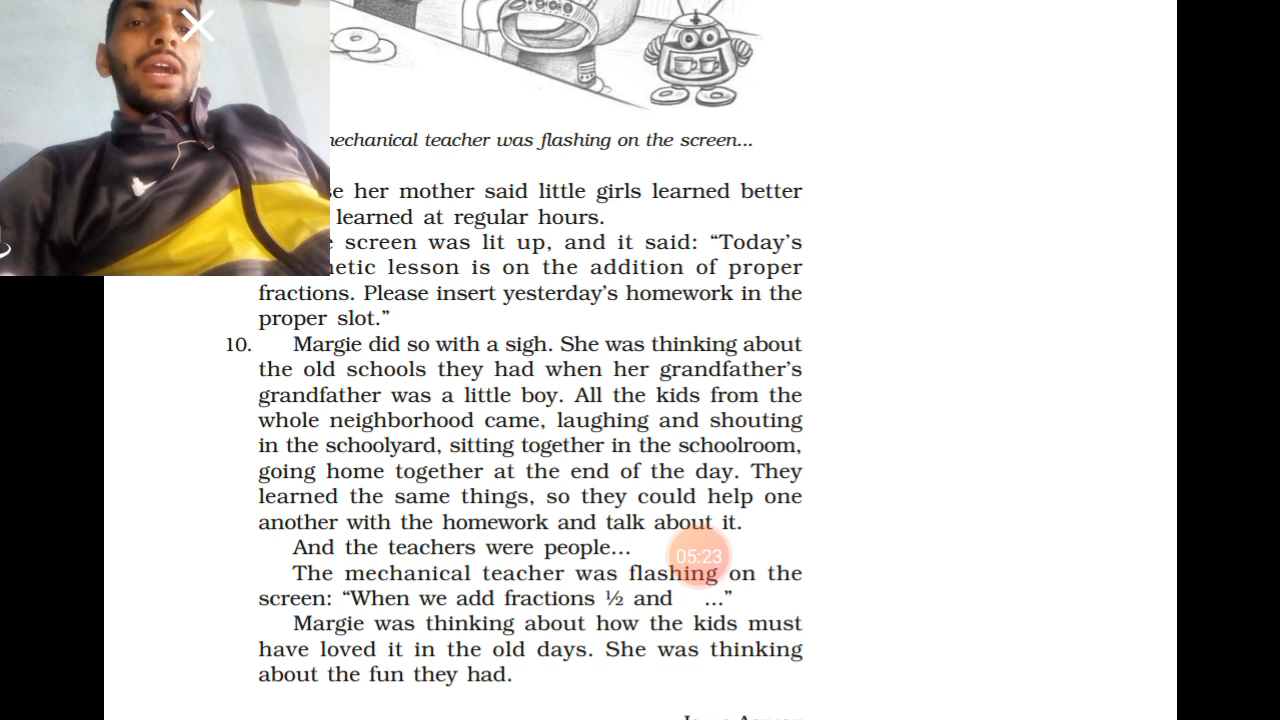 mechanical teacher was flashing on the screen...
her mother said little girls learned better
learned at regular hours.
screen was lit up, and it said: “Today’s
lesson is on the addition of proper
fractions. Please insert yesterday’s homework in the
proper slot.”
10. Margie did so with a sigh. She was thinking about
the old schools they had when her grandfather’s
grandfather was a little boy. All the kids from the
whole neighborhood came, laughing and shouting
in the schoolyard, sitting together in the schoolroom,
going home together at the end of the day. They
learned the same things, so they could help one
another with the homework and talk about it.
And the teachers were people...
05:23
The mechanical teacher was flashing on the
screen: “When we add fractions ½ and ...”
Margie was thinking about how the kids must
have loved it in the old days. She was thinking
about the fun they had.